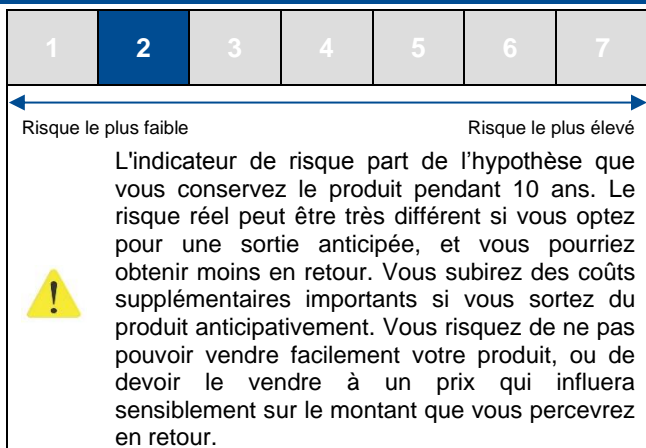 1 2 3 4 5 6 7
Risque le plus faible Risque le plus élevé
L'indicateur de risque part de l’hypothèse que
vous conservez le produit pendant 10 ans. Le
risque réel peut être très différent si vous optez
pour une sortie anticipée, et vous pourriez
obtenir moins en retour. Vous subirez des coûts
supplémentaires importants si vous sortez du
produit anticipativement. Vous risquez de ne pas
pouvoir vendre facilement votre produit, ou de
devoir le vendre à un prix qui influera
sensiblement sur le montant que vous percevrez
en retour.